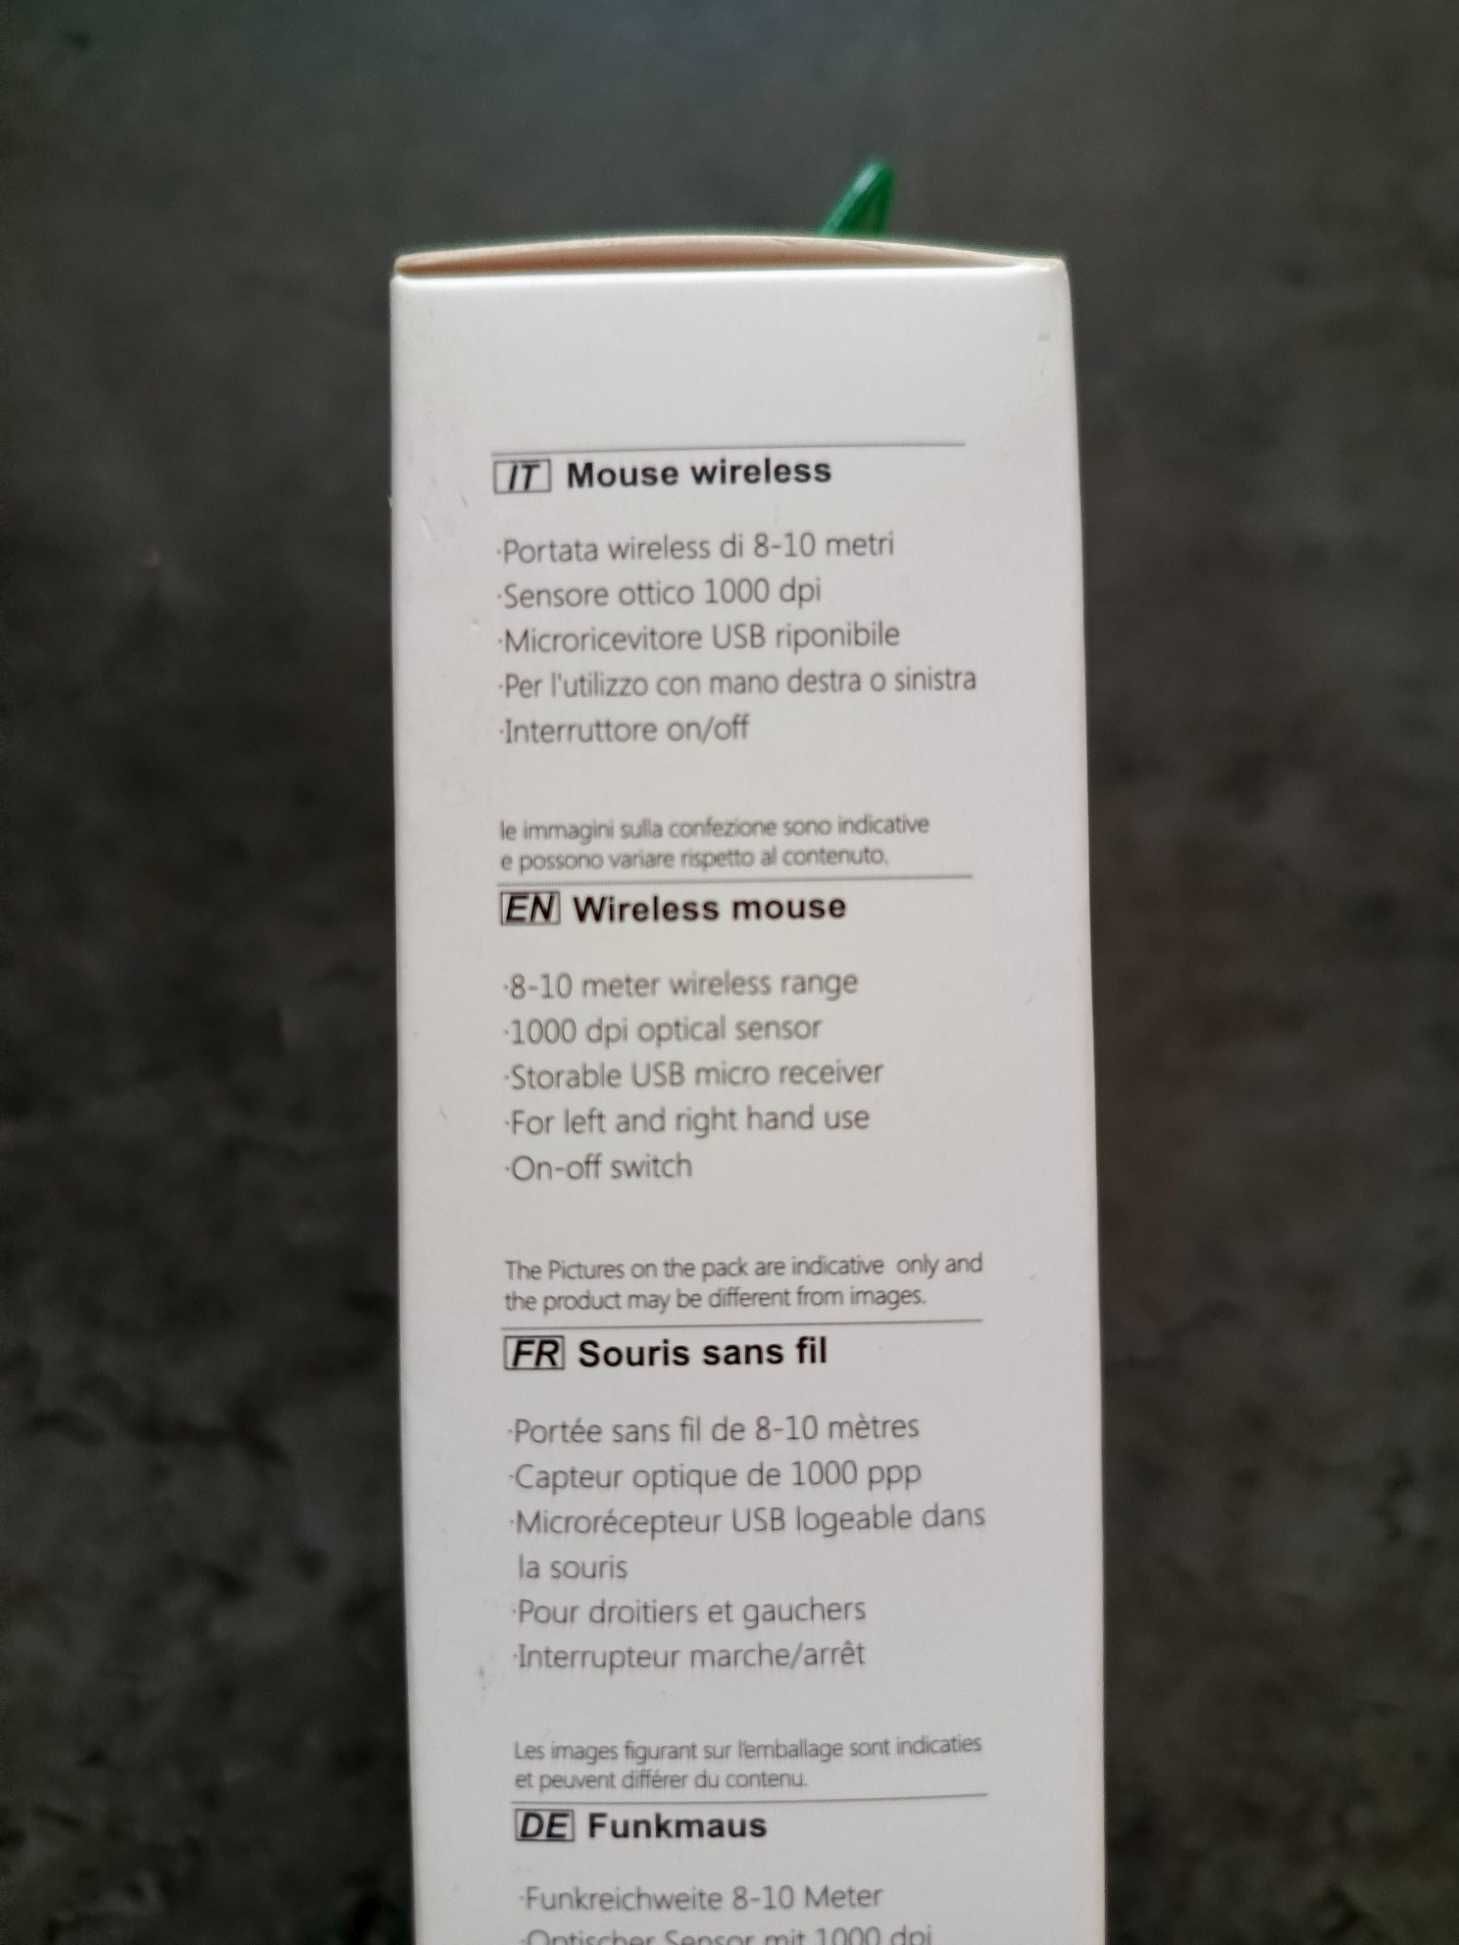 IT Mouse wireless
·Portata wireless di 8-10 metri
·Sensore ottico 1000 dpi
·Microricevitore USB riponibile
·Per l'utilizzo con mano destra o sinistra
·Interruttore on/off
le immagini sulla confezione sono indicative
e possono variare rispetto al contenuto.
EN Wireless mouse
·8-10 meter wireless range
·1000 dpi optical sensor
·Storable USB micro receiver
·For left and right hand use
·On-off switch
The Pictures on the pack are indicative only and
the product may be different from images.
FR Souris sans fil
·Portée sans fil de 8-10 mètres
·Capteur optique de 1000 ppp
·Microrécepteur USB logeable dans
la souris
·Pour droitiers et gauchers
·Interrupteur marche/arrêt
Les images figurant sur l'emballage sont indicaties
et peuvent différer du contenu.
DE Funkmaus
·Funkreichweite 8-10 Meter
·Optischer Sensor mit 1000 dpi